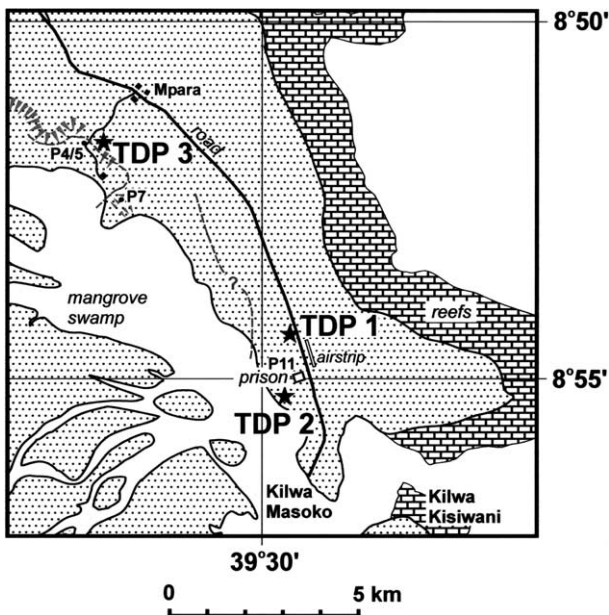 8°50'
Mpara
road
P4/5
TDP 3
P7
?
mangrove
swamp
reefs
TDP 1
P11
airstrip
prison
8°55'
TDP 2
Kilwa
Masoko
Kilwa
Kisiwani
39°30'
0 5 km